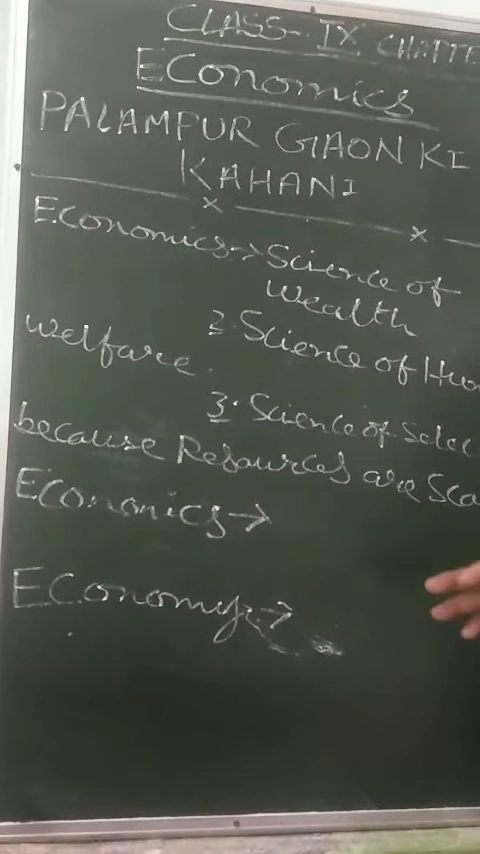 CLASS- IX CHAPTE
ECONOMICS
PALAMPUR GAON KI
KAHANI
Economics → Science of
Wealth
2. Science of Hu
welfare.
3. Science of Selec
because Resources are Sca
Economics →
Economy →